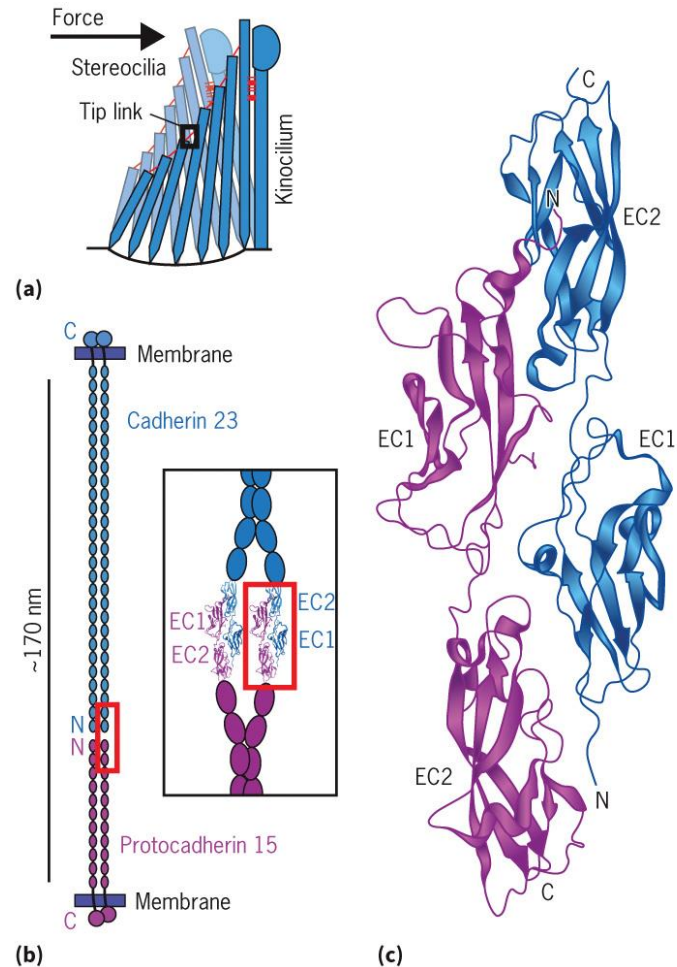 Force
Stereocilia
Tip link
Kinocilium
(a)
C
Membrane
Cadherin 23
~170 nm
EC1
EC2
EC2
EC1
N
N
Protocadherin 15
Membrane
C
(b)
C
N
EC2
EC1
EC1
EC2
N
C
(c)